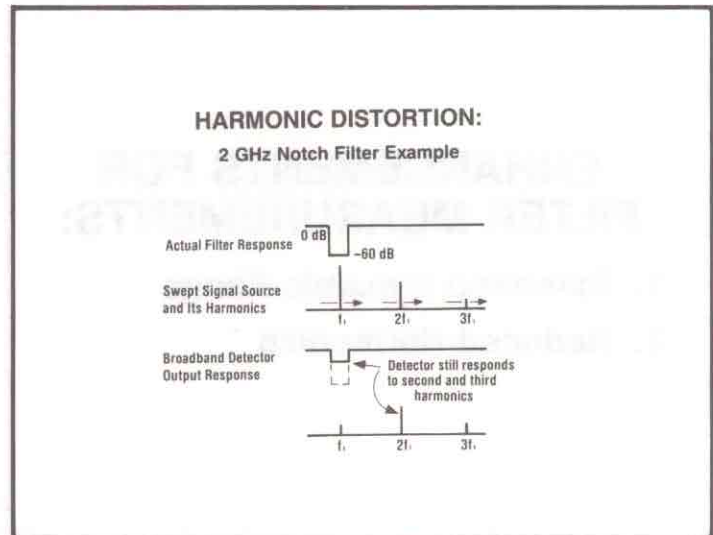 HARMONIC DISTORTION:
2 GHz Notch Filter Example
Actual Filter Response
0 dB
–60 dB
Swept Signal Source
and Its Harmonics
f₁
2f₁
3f₁
Broadband Detector
Output Response
Detector still responds
to second and third
harmonics
f₁
2f₁
3f₁